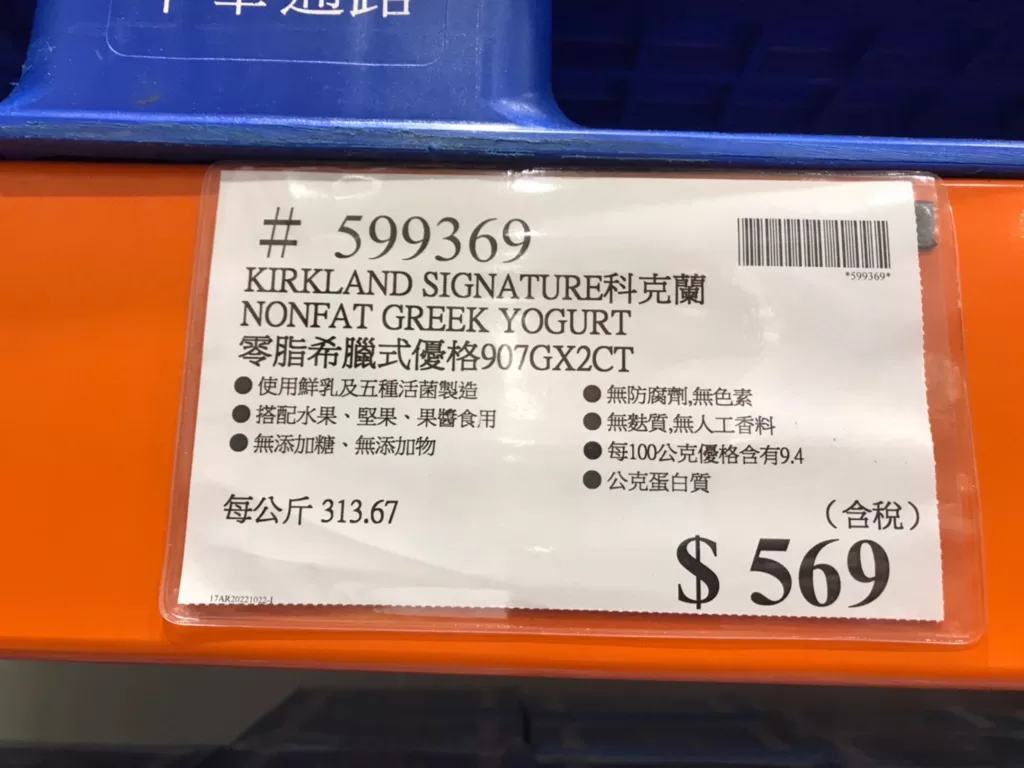 # 599369
*599369*
KIRKLAND SIGNATURE科克蘭
NONFAT GREEK YOGURT
零脂希臘式優格907GX2CT
●使用鮮乳及五種活菌製造
●搭配水果、堅果、果醬食用
●無添加糖、無添加物
●無防腐劑,無色素
●無麩質,無人工香料
●每100公克優格含有9.4
●公克蛋白質
每公斤 313.67
（含稅）
$ 569
17AR20221022-1